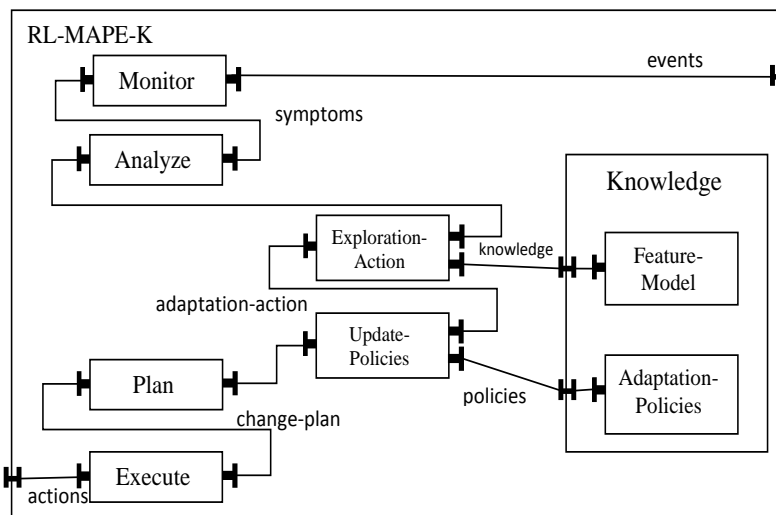 RL-MAPE-K
events
Monitor
symptoms
Analyze
Knowledge
Exploration-
Action
knowledge
Feature-
Model
adaptation-action
Update-
Policies
Plan
policies
Adaptation-
Policies
change-plan
Execute
actions